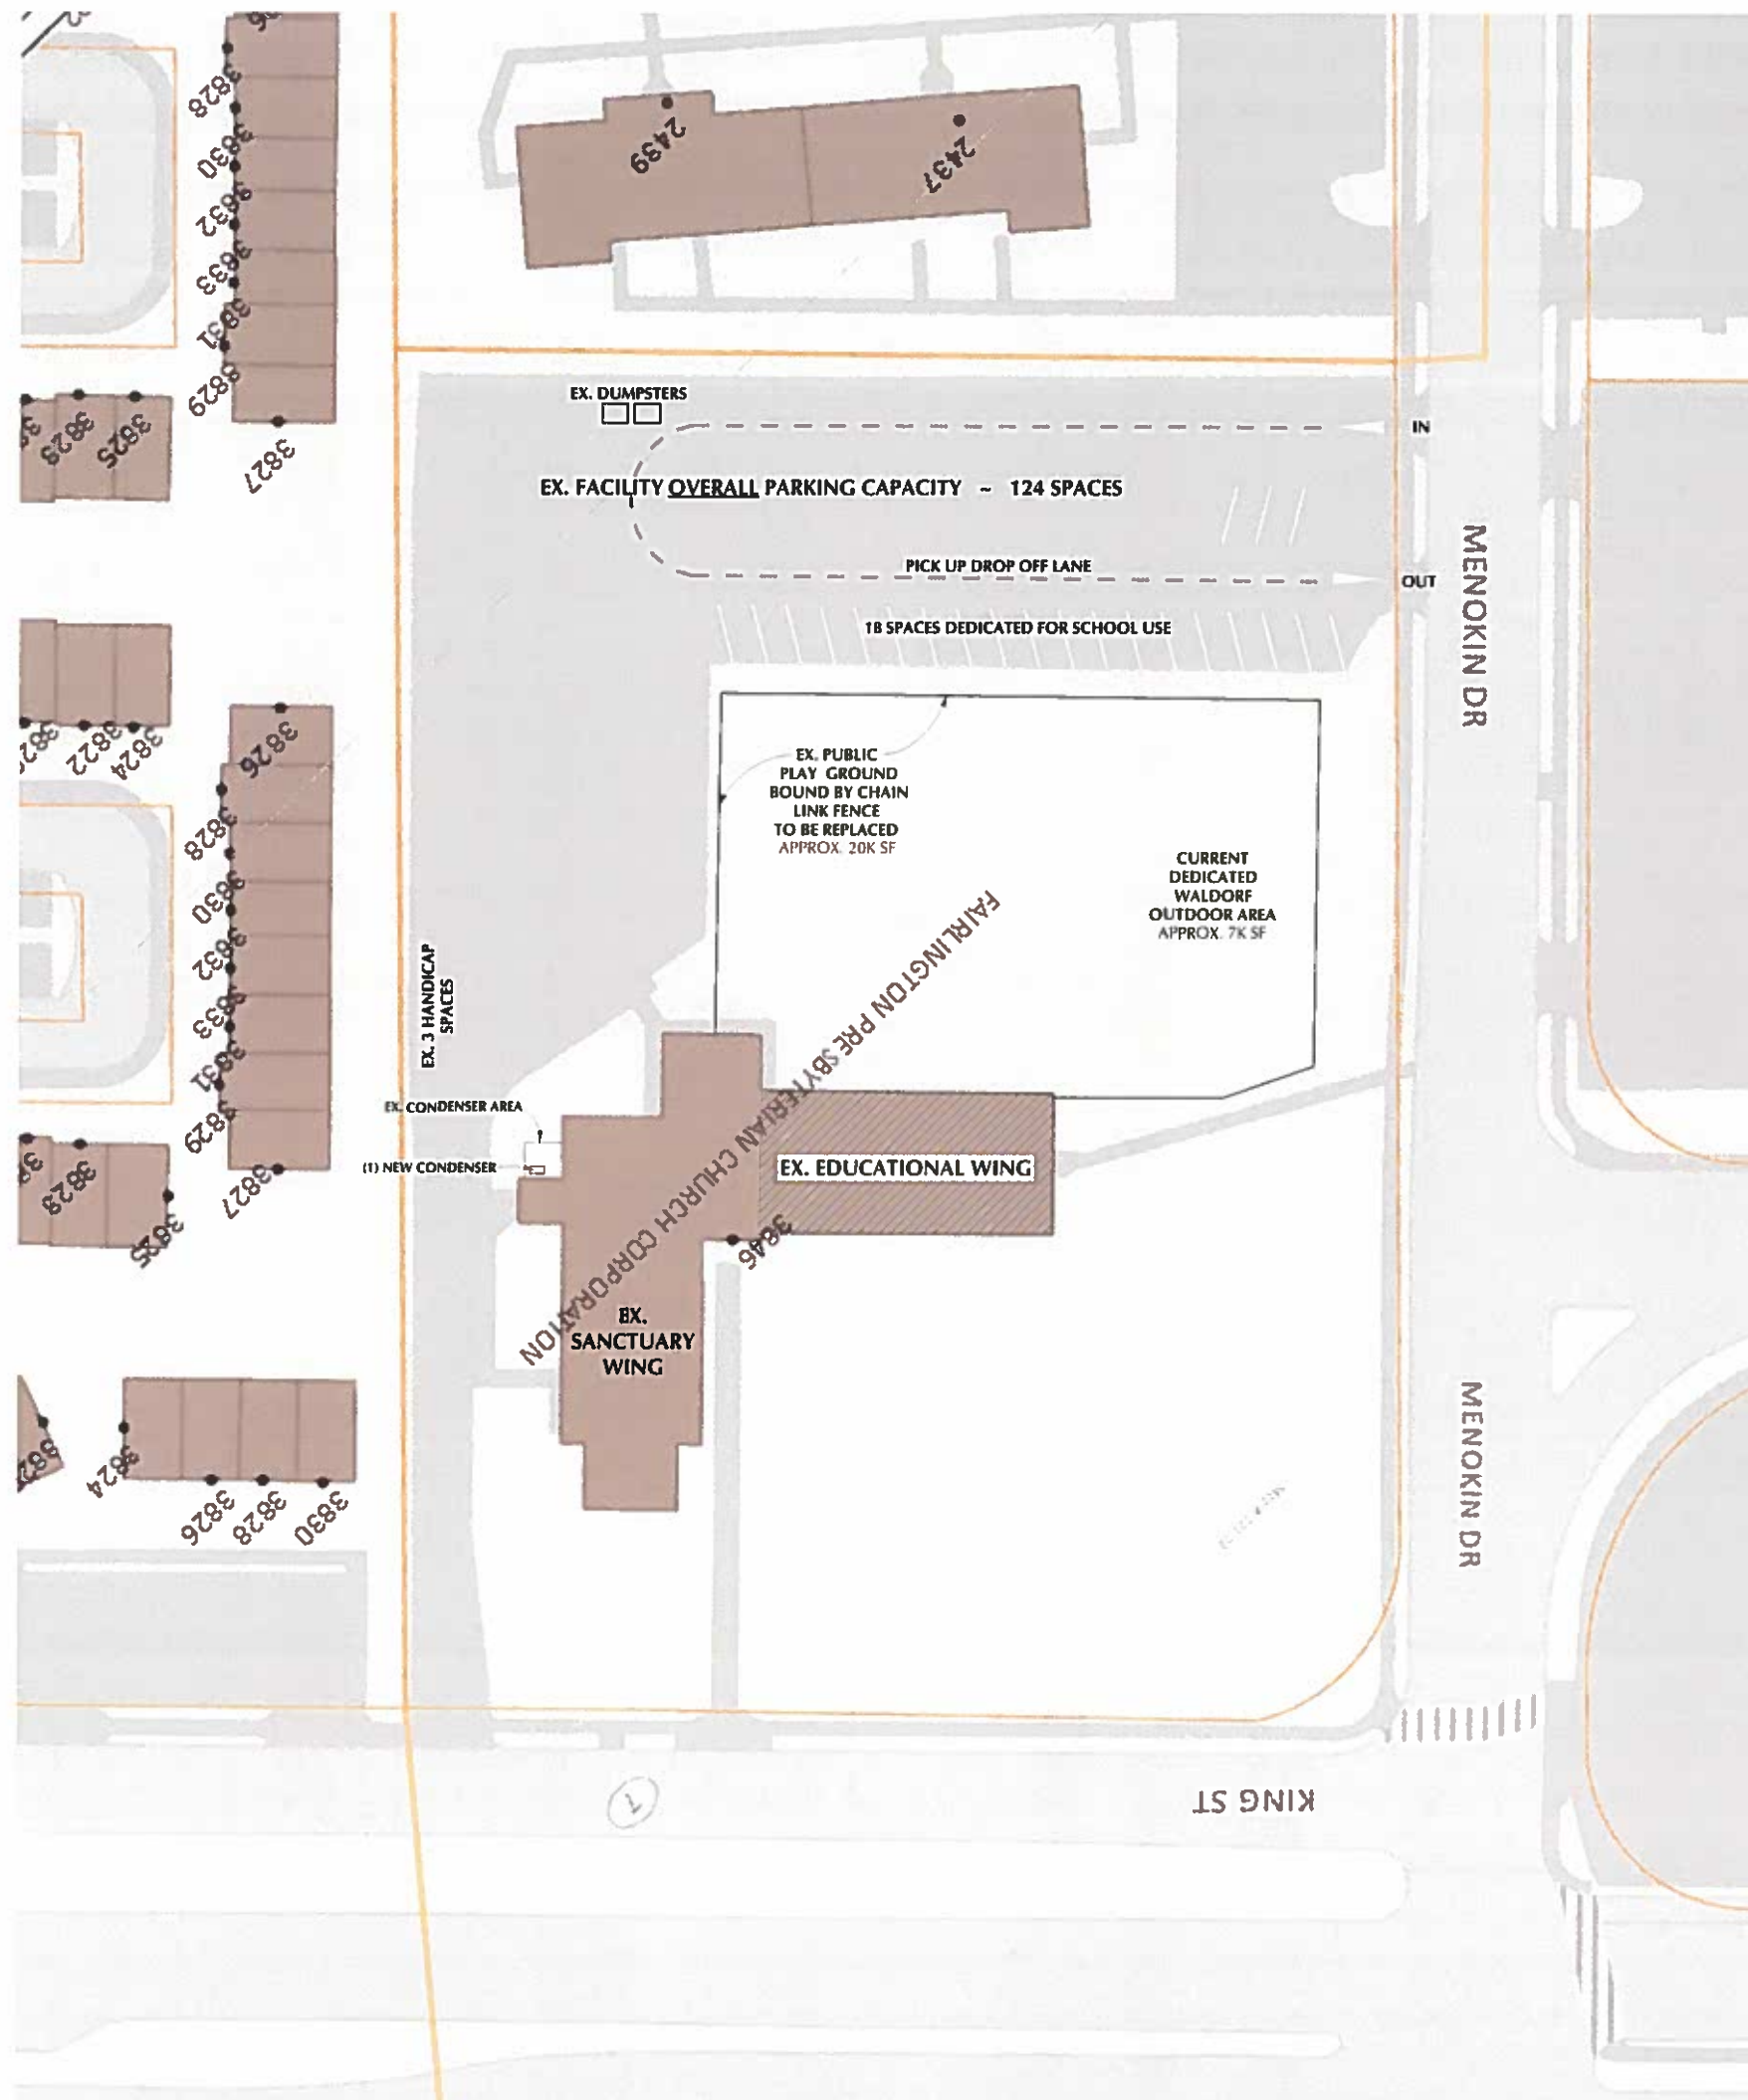 3828
3830
3832
3833
3831
3829
3827
2439
2437
3823
3825
EX. DUMPSTERS
IN
EX. FACILITY OVERALL PARKING CAPACITY ~ 124 SPACES
PICK UP DROP OFF LANE
OUT
18 SPACES DEDICATED FOR SCHOOL USE
MENOKIN DR
3822
3824
3826
3828
3830
3832
3833
3831
3829
3827
EX. PUBLIC
PLAY GROUND
BOUND BY CHAIN
LINK FENCE
TO BE REPLACED
APPROX. 20K SF
CURRENT
DEDICATED
WALDORF
OUTDOOR AREA
APPROX. 7K SF
FAIRLINGTON PRESBYTERIAN CHURCH CORPORATION
EX. 3 HANDICAP
SPACES
EX. CONDENSER AREA
(1) NEW CONDENSER
EX. EDUCATIONAL WING
3846
3823
3825
EX.
SANCTUARY
WING
MENOKIN DR
3824
3826
3828
3830
KING ST